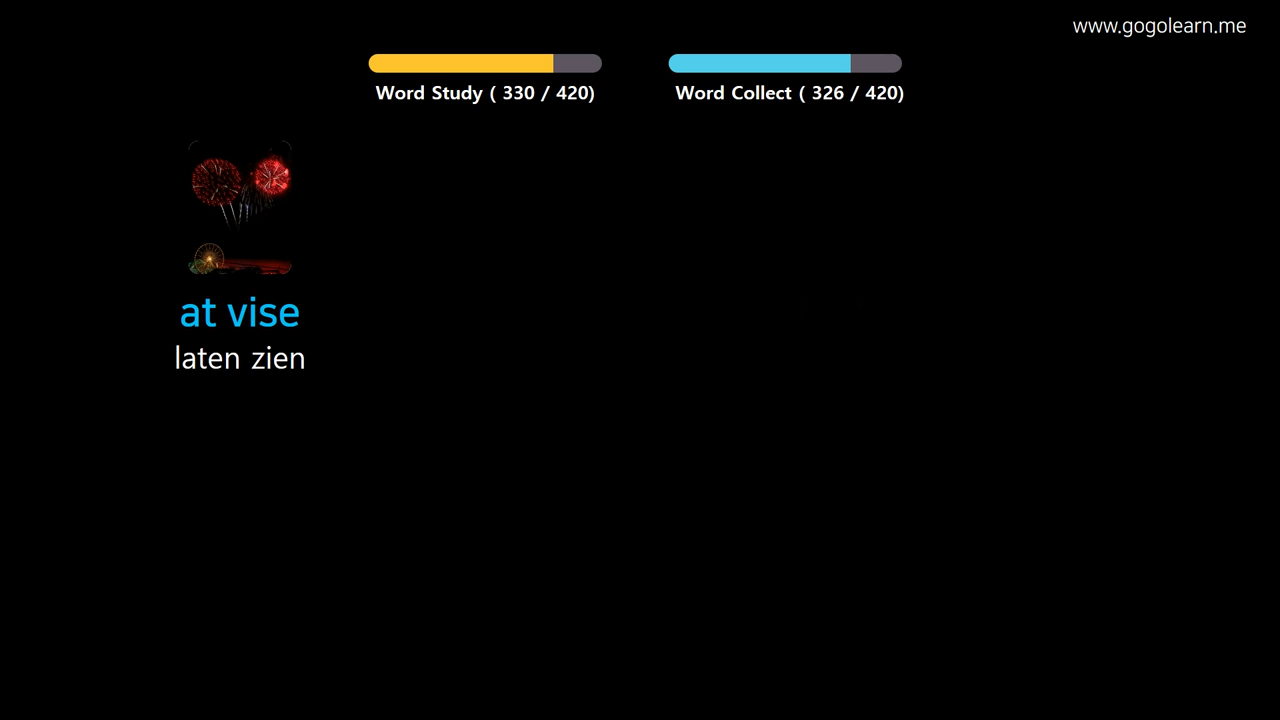 www.gogolearn.me
Word Study ( 330 / 420)
Word Collect ( 326 / 420)
at vise
laten zien